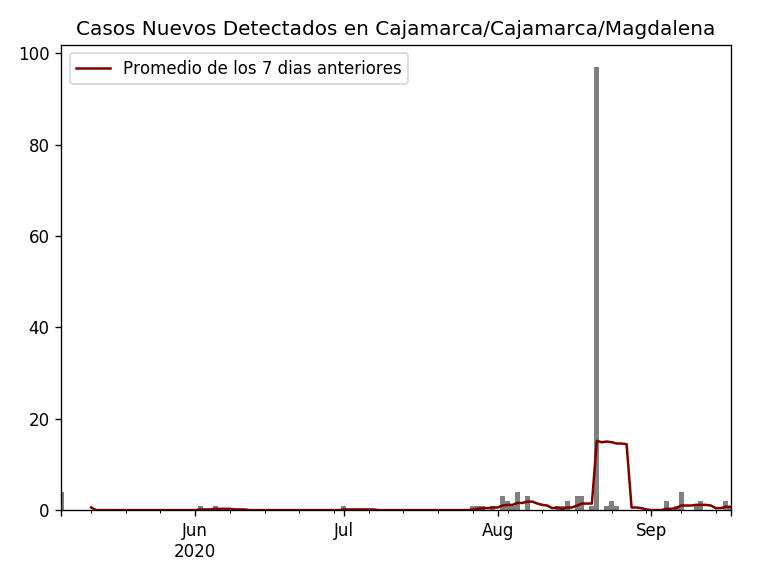 Casos Nuevos Detectados en Cajamarca/Cajamarca/Magdalena
Promedio de los 7 dias anteriores
100
80
60
40
20
0
Jun
2020
Jul
Aug
Sep